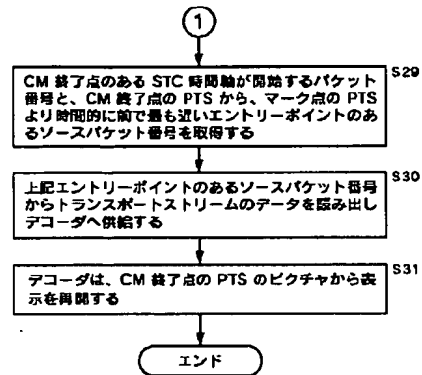 1
S29
CM 終了点のある STC 時間軸が開始するパケット
番号と、CM 終了点の PTS から、マーク点の PTS
より時間的に前で最も近いエントリーポイントのあ
るソースパケット番号を取得する
S30
上記エントリーポイントのあるソースパケット番号
からトランスポートストリームのデータを読み出し
デコーダへ供給する
S31
デコーダは、CM 終了点の PTS のピクチャから表
示を再開する
エンド